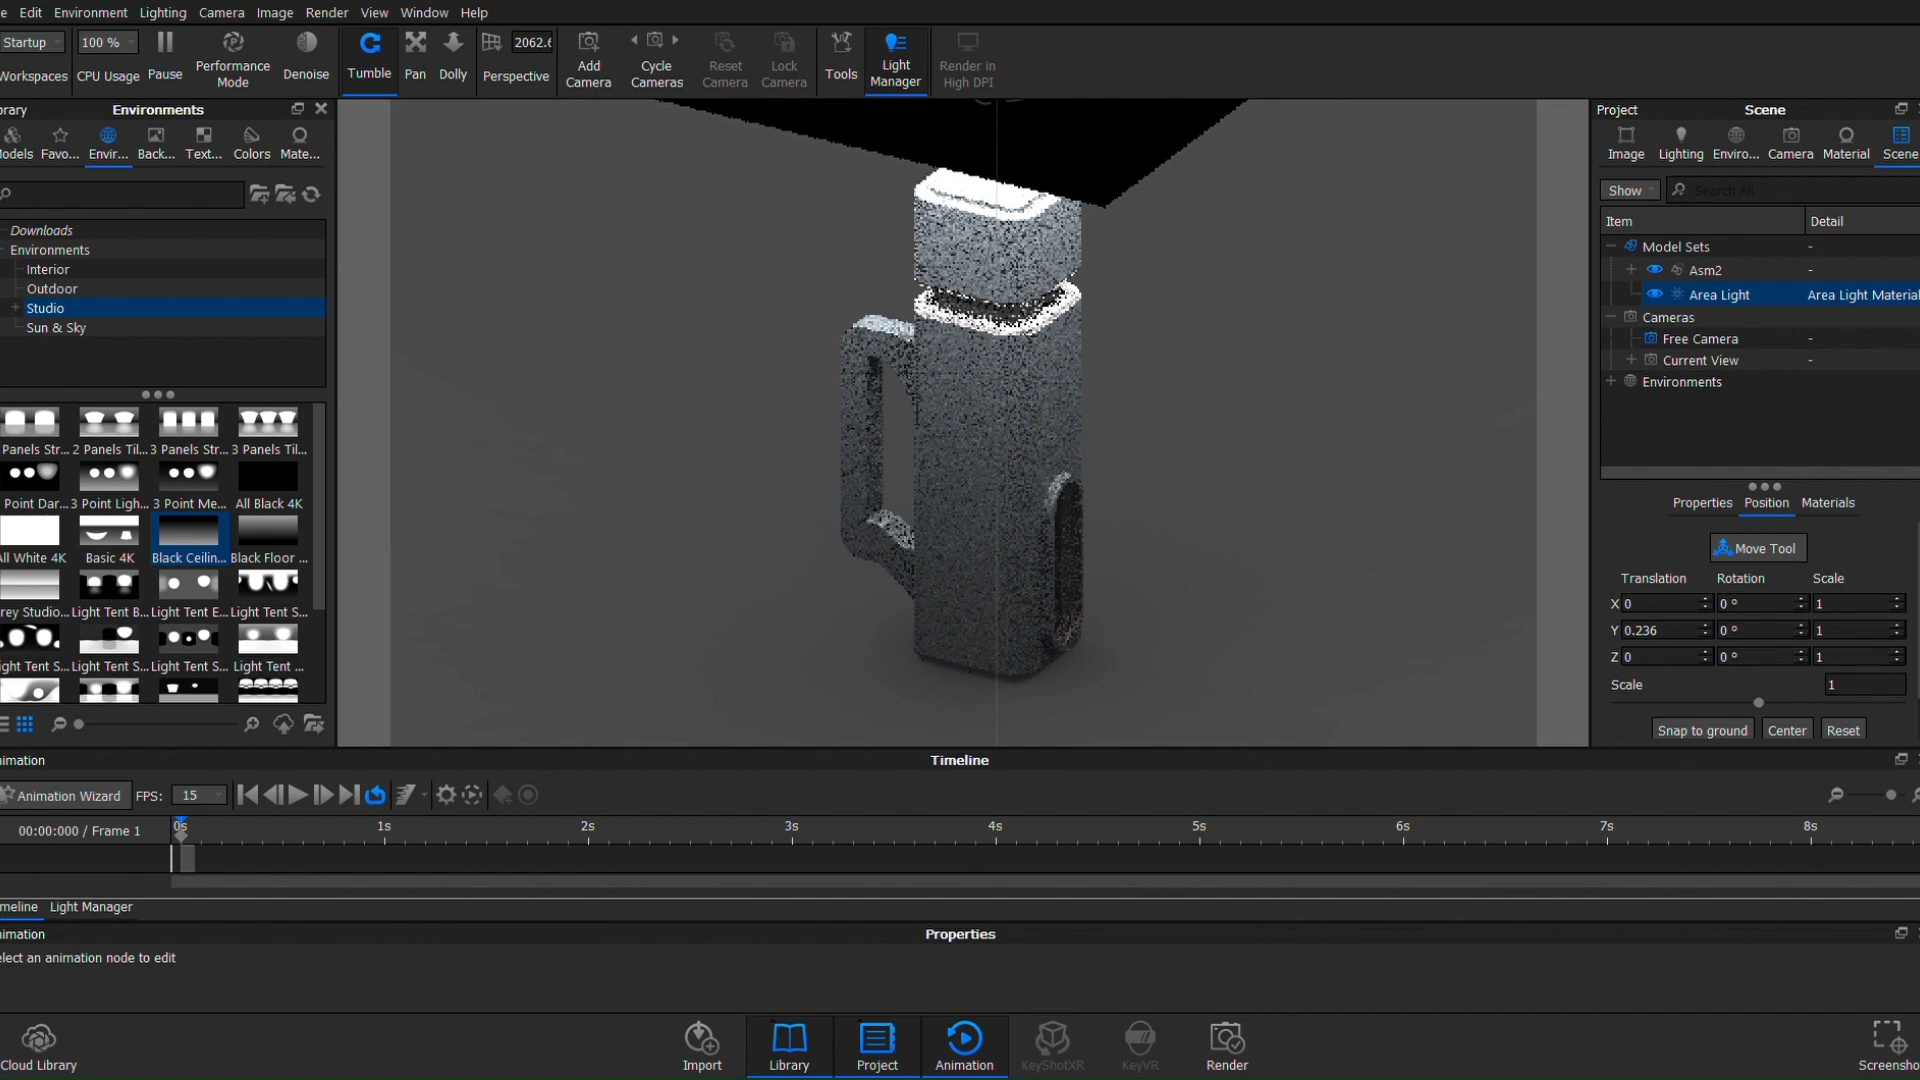 e Edit Environment Lighting Camera Image Render View Window Help
Startup
Workspaces
100 %
CPU Usage
Pause
Performance
Mode
Denoise
Tumble
Pan
Dolly
2062.6
Perspective
Add
Camera
Cycle
Cameras
Reset
Camera
Lock
Camera
Tools
Light
Manager
Render in
High DPI
brary
Environments
odels Favo... Envir... Back... Text... Colors Mate...
Downloads
Environments
Interior
Outdoor
Studio
Sun & Sky
Panels Str... 2 Panels Til... 3 Panels Str... 3 Panels Til...
Point Dar... 3 Point Ligh... 3 Point Me... All Black 4K
All White 4K Basic 4K Black Ceilin... Black Floor ...
rey Studio... Light Tent B... Light Tent E... Light Tent S...
ight Tent S... Light Tent S... Light Tent S... Light Tent ...
Project
Scene
Image Lighting Enviro... Camera Material Scene
Show
Search All
Item Detail
Model Sets -
Asm2 -
Area Light Area Light Material
Cameras
Free Camera -
Current View -
Environments
Properties Position Materials
Move Tool
Translation Rotation Scale
X 0 0 ° 1
Y 0.236 0 ° 1
Z 0 0 ° 1
Scale 1
Snap to ground Center Reset
nimation
Timeline
Animation Wizard FPS: 15
00:00:000 / Frame 1
0s 1s 2s 3s 4s 5s 6s 7s 8s
meline Light Manager
nimation
Properties
elect an animation node to edit
Cloud Library
Import
Library
Project
Animation
KeyShotXR
KeyVR
Render
Screensho